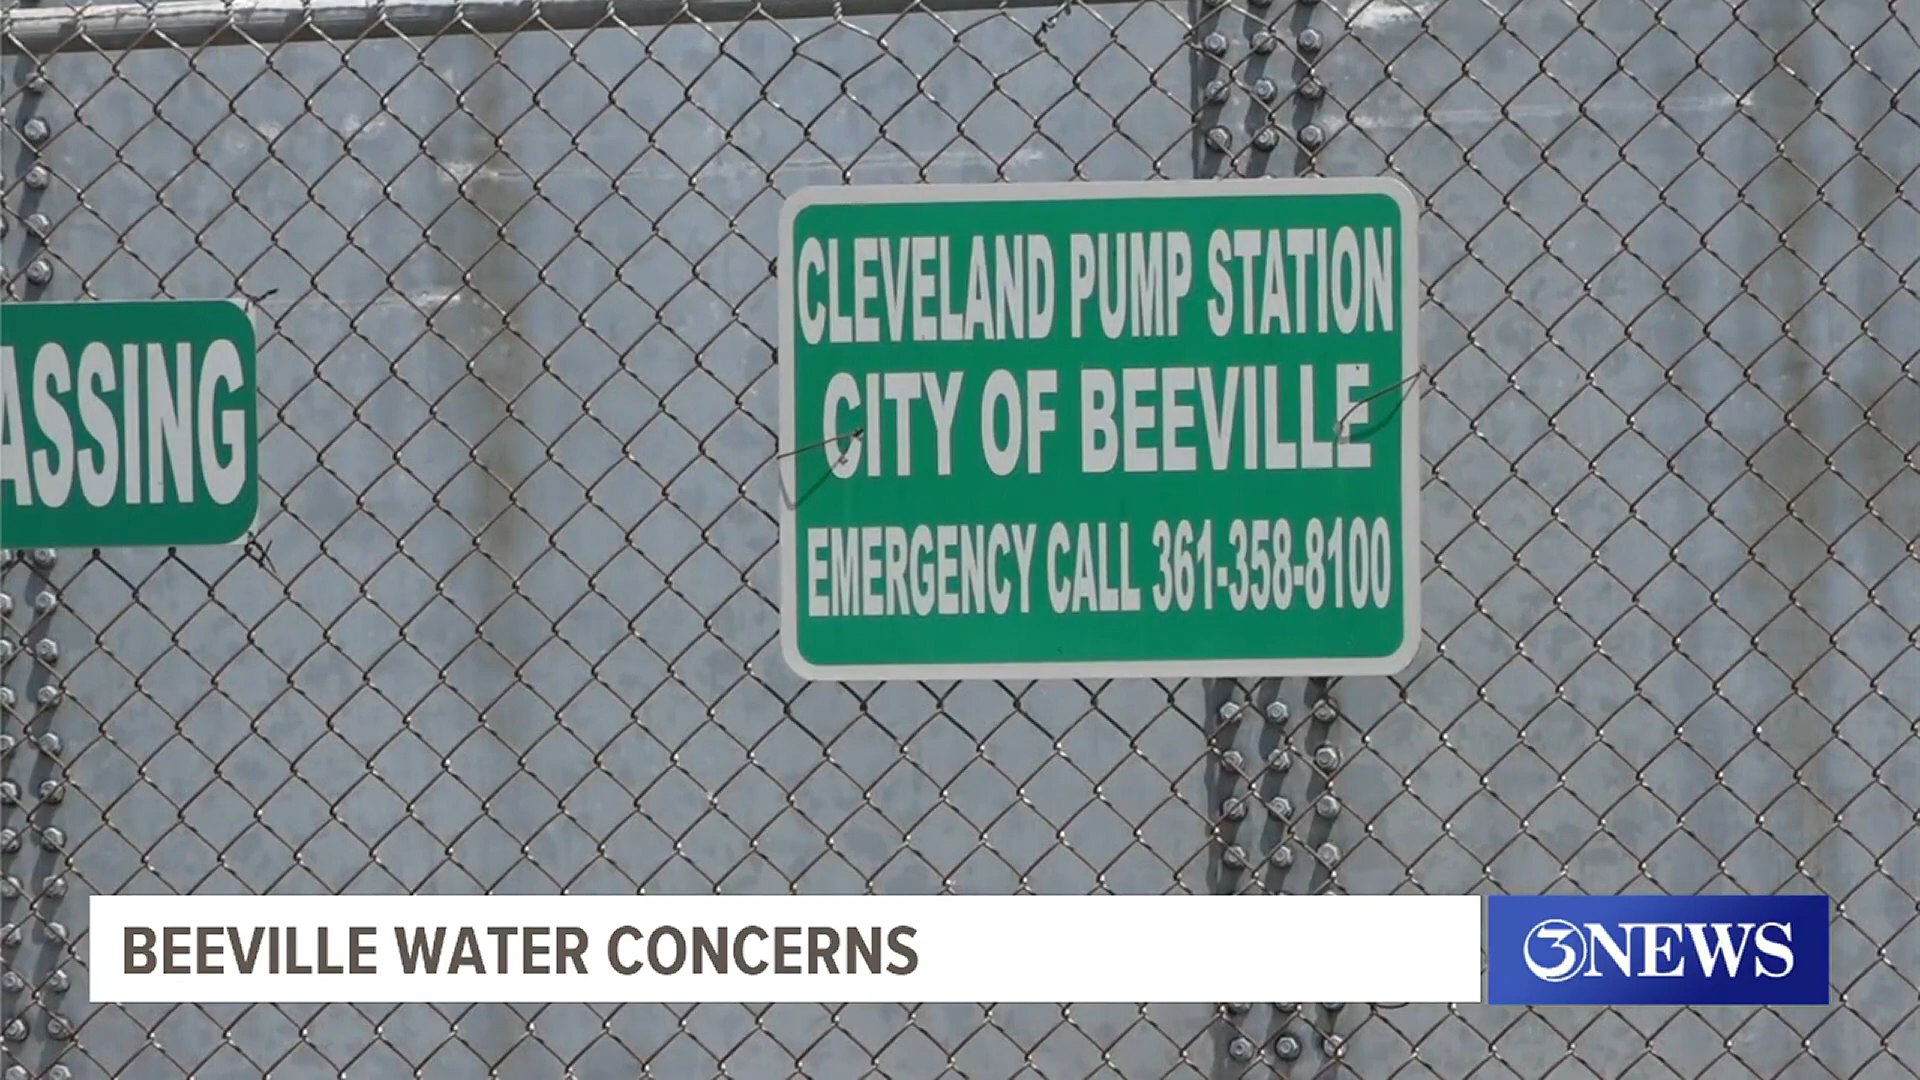 ASSING
CLEVELAND PUMP STATION
CITY OF BEEVILLE
EMERGENCY CALL 361-358-8100
BEEVILLE WATER CONCERNS
3NEWS